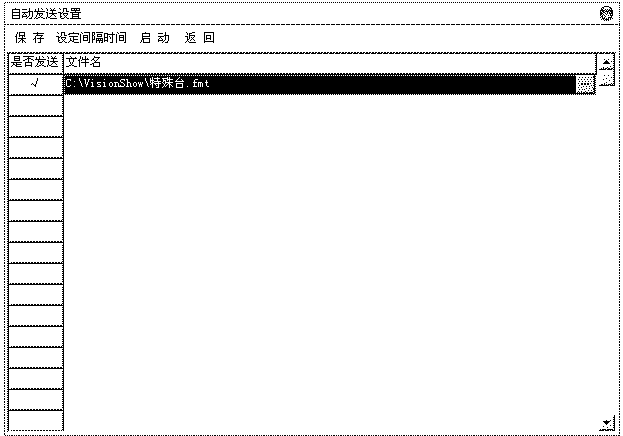 自动发送设置
保 存 设定间隔时间 启 动 返 回
是否发送 文件名
√ C:\VisionShow\特殊台.fmt ...